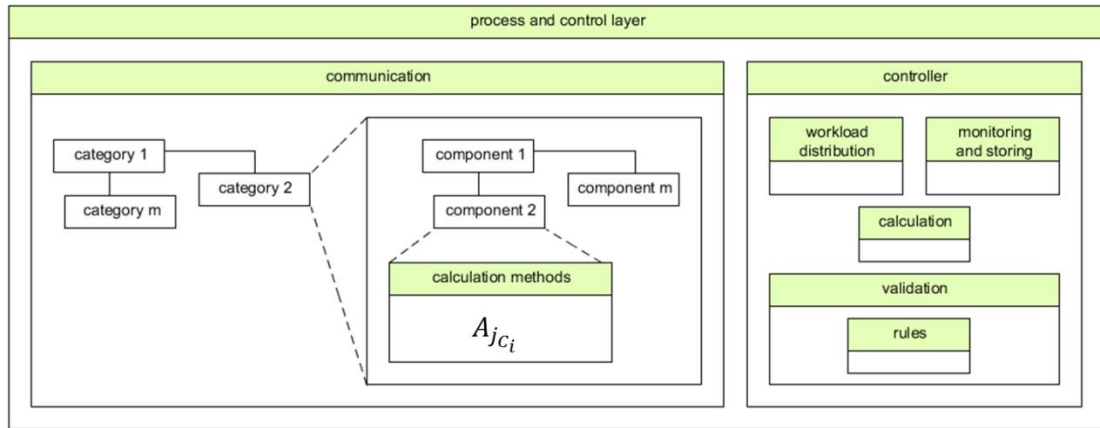 process and control layer
communication
controller
category 1
category 2
category m
component 1
component m
component 2
calculation methods
A_{j_{C_i}}
workload
distribution
monitoring
and storing
calculation
validation
rules